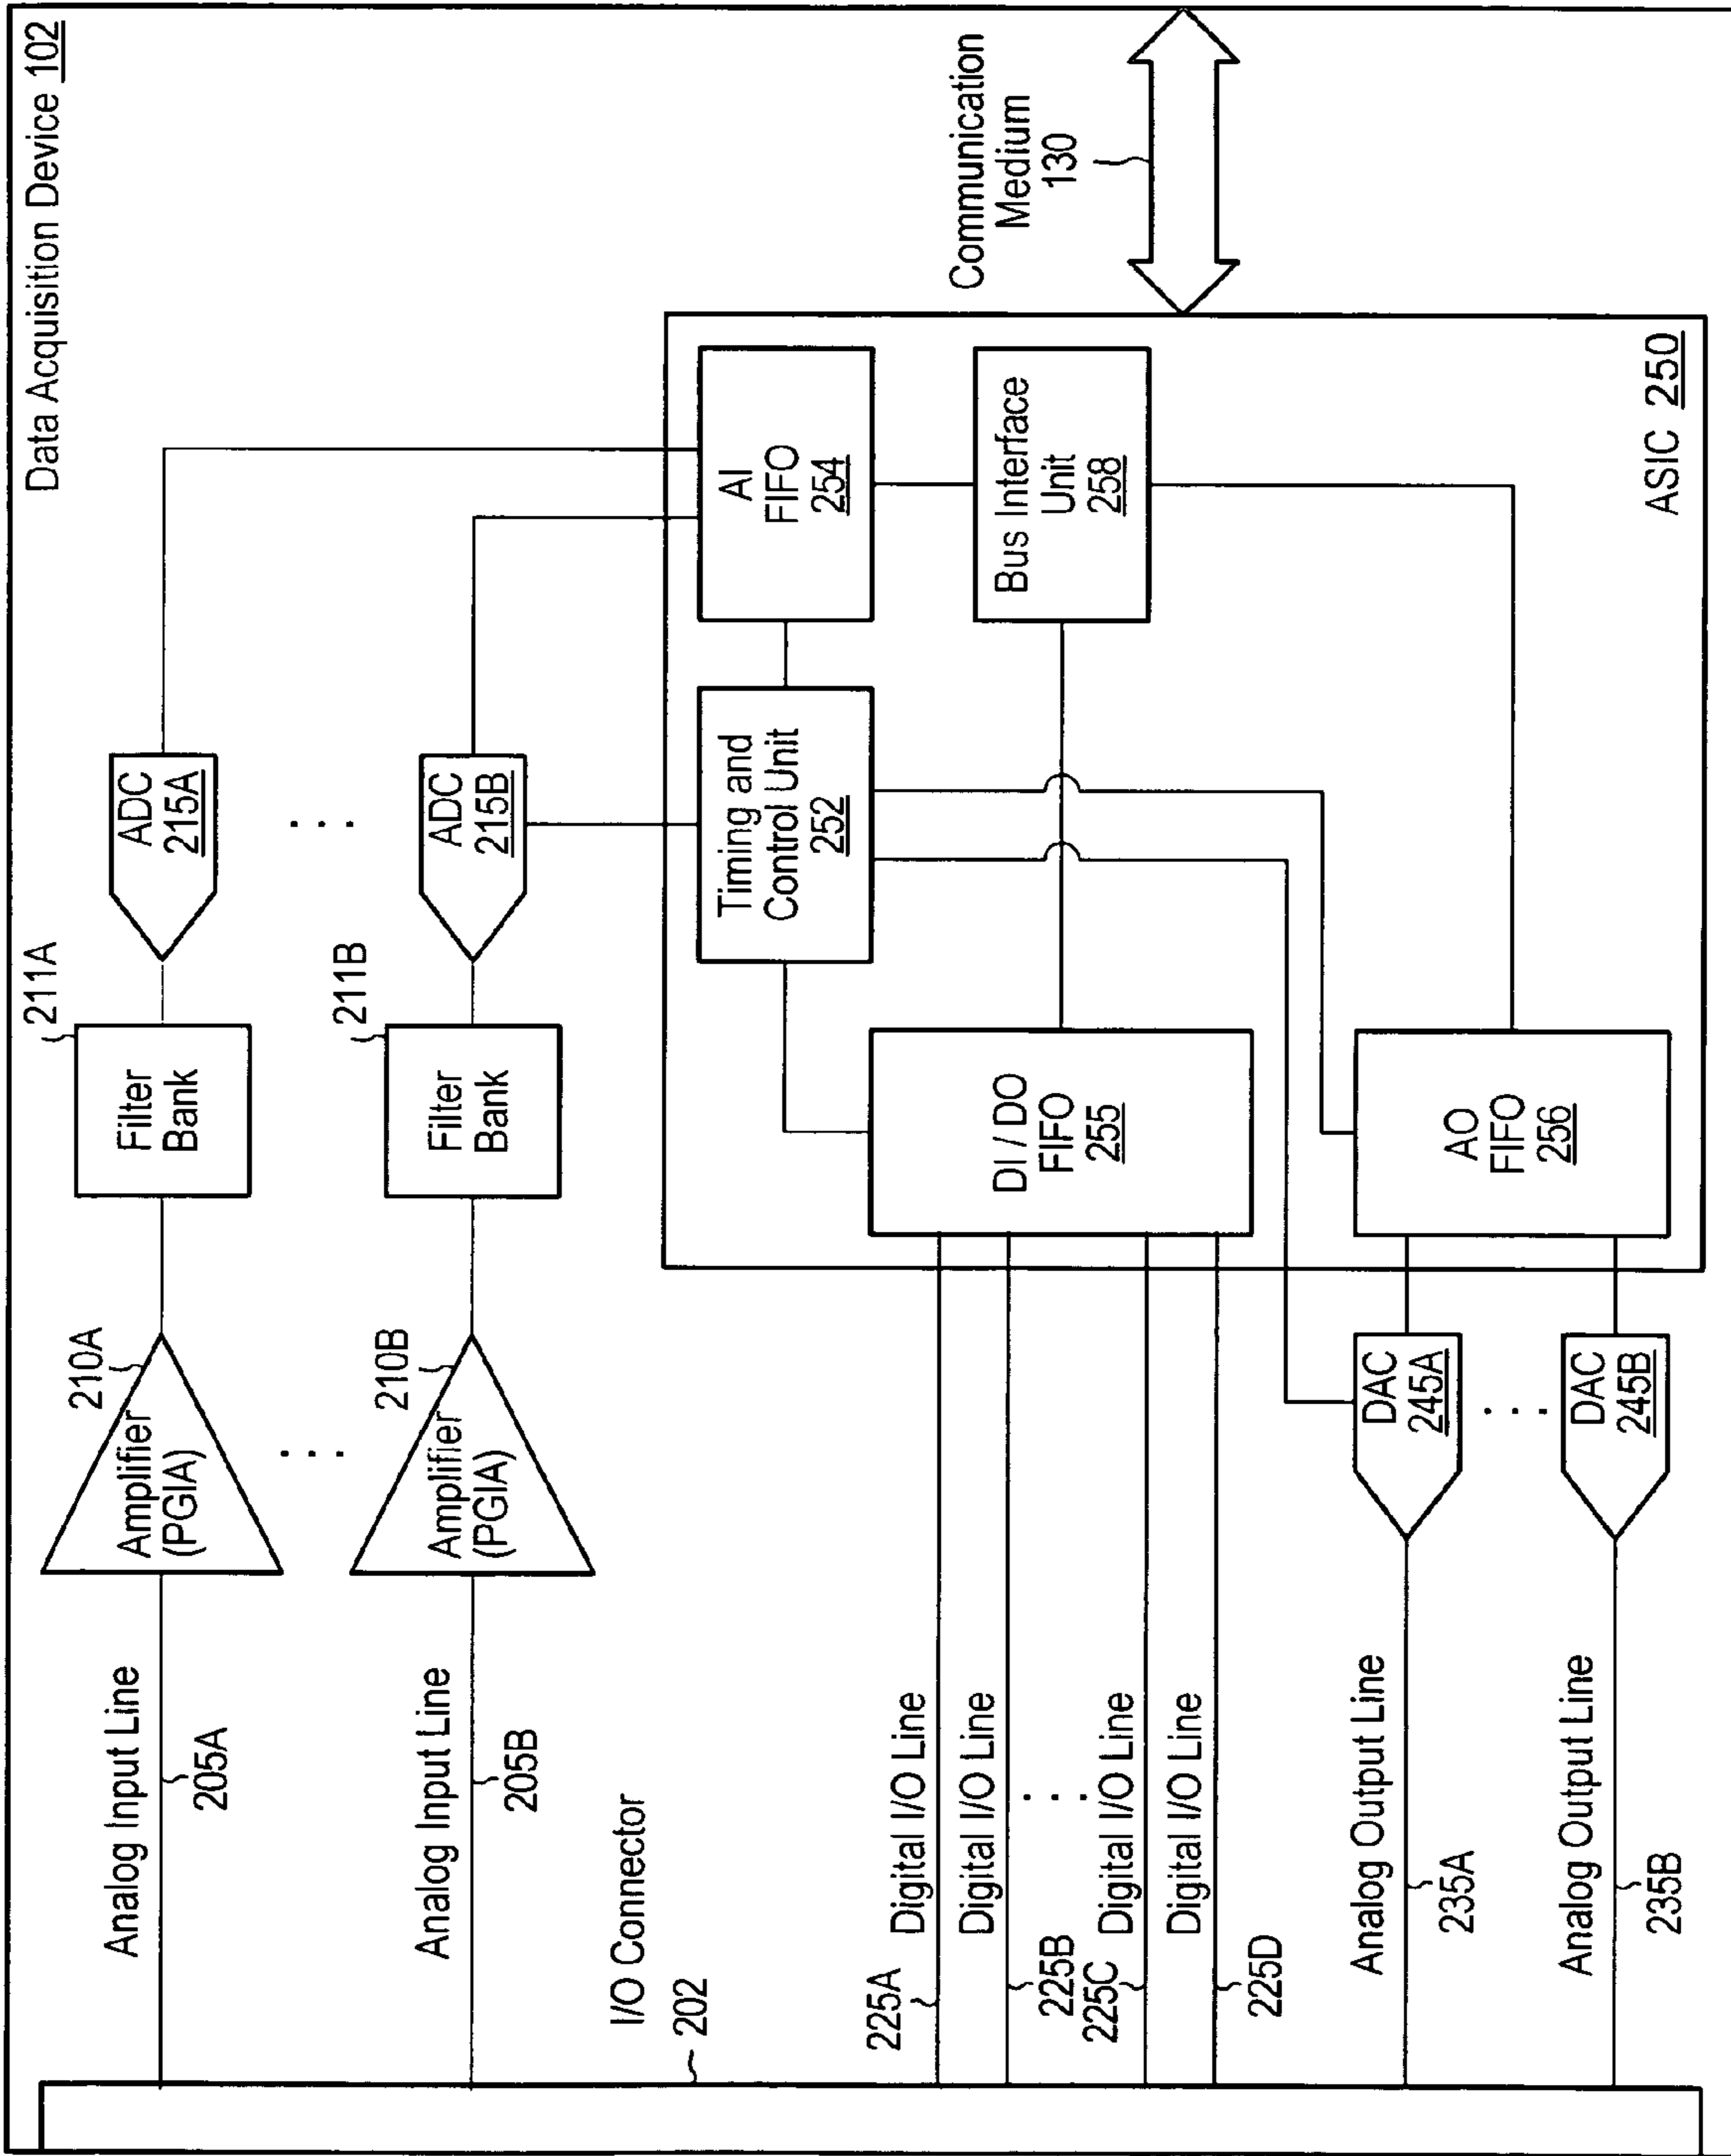 Data Acquisition Device 102
Analog Input Line
205A
Amplifier
(PGIA)
210A
Filter
Bank
211A
ADC
215A
. . .
. . .
Analog Input Line
205B
Amplifier
(PGIA)
210B
Filter
Bank
211B
ADC
215B
I/O Connector
202
Timing and
Control Unit
252
AI
FIFO
254
Bus Interface
Unit
258
Communication
Medium
130
225A
Digital I/O Line
Digital I/O Line
225B
. . .
225C
Digital I/O Line
Digital I/O Line
225D
DI / DO
FIFO
255
Analog Output Line
235A
DAC
245A
. . .
AO
FIFO
256
Analog Output Line
235B
DAC
245B
ASIC 250